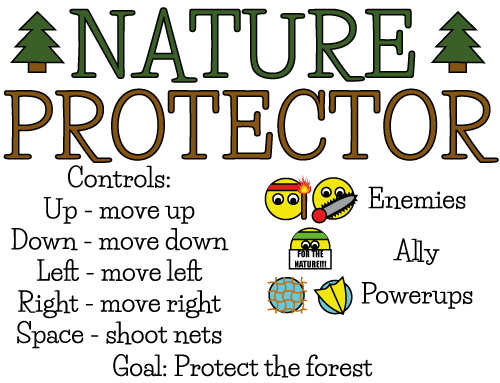 NATURE
PROTECTOR
Controls:
Up - move up
Down - move down
Left - move left
Right - move right
Space - shoot nets
Enemies
FOR THE
NATURE!!!
Ally
Powerups
Goal: Protect the forest